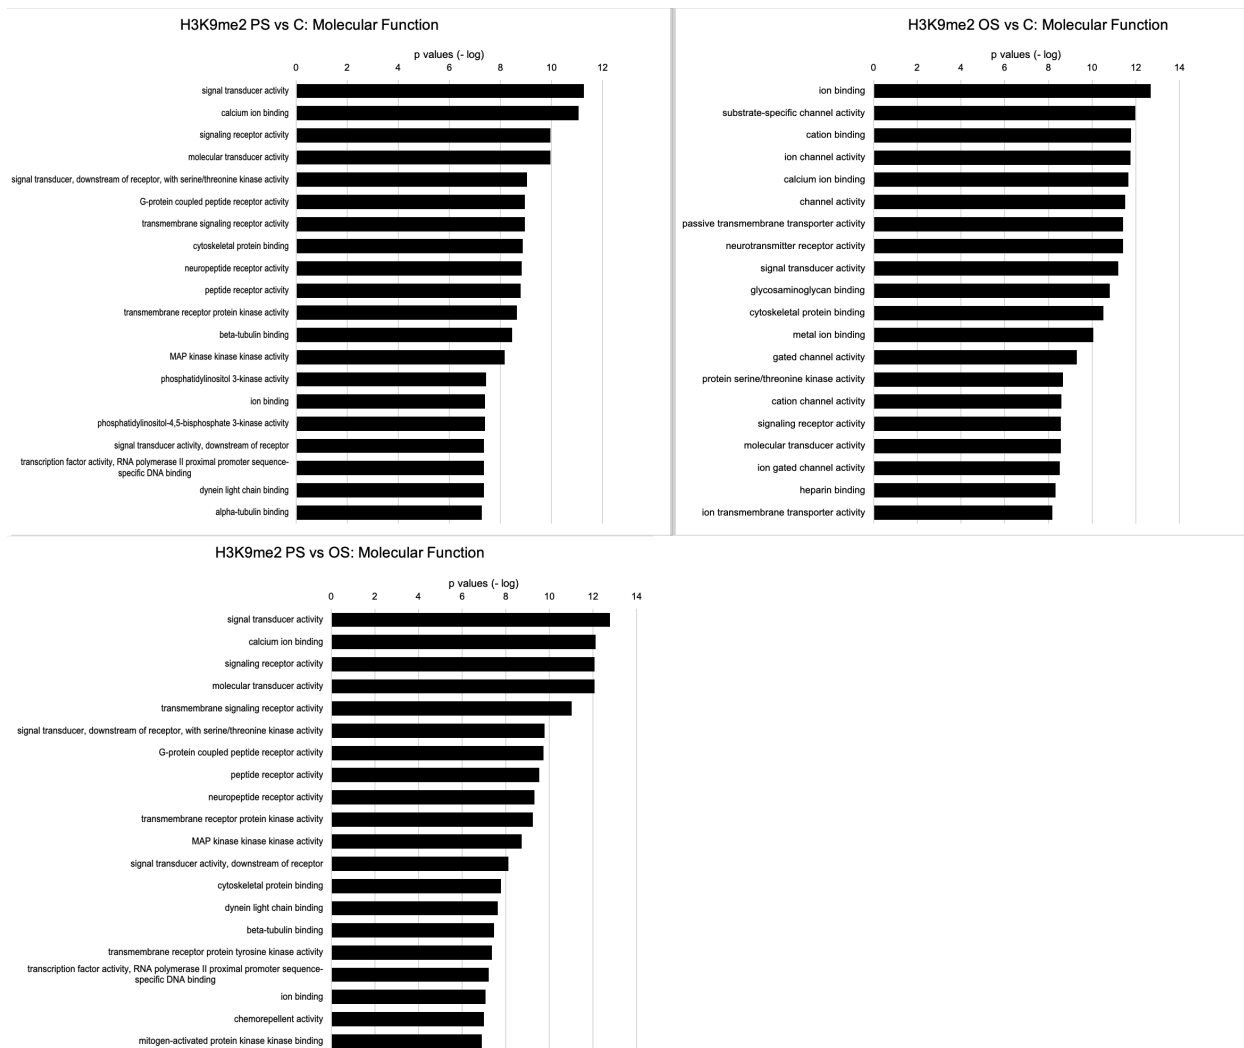 H3K9me2 PS vs C: Molecular Function
p values (- log)
0 2 4 6 8 10 12
signal transducer activity
calcium ion binding
signaling receptor activity
molecular transducer activity
signal transducer, downstream of receptor, with serine/threonine kinase activity
G-protein coupled peptide receptor activity
transmembrane signaling receptor activity
cytoskeletal protein binding
neuropeptide receptor activity
peptide receptor activity
transmembrane receptor protein kinase activity
beta-tubulin binding
MAP kinase kinase kinase activity
phosphatidylinositol 3-kinase activity
ion binding
phosphatidylinositol-4,5-bisphosphate 3-kinase activity
signal transducer activity, downstream of receptor
transcription factor activity, RNA polymerase II proximal promoter sequence-
specific DNA binding
dynein light chain binding
alpha-tubulin binding
H3K9me2 OS vs C: Molecular Function
p values (- log)
0 2 4 6 8 10 12 14
ion binding
substrate-specific channel activity
cation binding
ion channel activity
calcium ion binding
channel activity
passive transmembrane transporter activity
neurotransmitter receptor activity
signal transducer activity
glycosaminoglycan binding
cytoskeletal protein binding
metal ion binding
gated channel activity
protein serine/threonine kinase activity
cation channel activity
signaling receptor activity
molecular transducer activity
ion gated channel activity
heparin binding
ion transmembrane transporter activity
H3K9me2 PS vs OS: Molecular Function
p values (- log)
0 2 4 6 8 10 12 14
signal transducer activity
calcium ion binding
signaling receptor activity
molecular transducer activity
transmembrane signaling receptor activity
signal transducer, downstream of receptor, with serine/threonine kinase activity
G-protein coupled peptide receptor activity
peptide receptor activity
neuropeptide receptor activity
transmembrane receptor protein kinase activity
MAP kinase kinase kinase activity
signal transducer activity, downstream of receptor
cytoskeletal protein binding
dynein light chain binding
beta-tubulin binding
transmembrane receptor protein tyrosine kinase activity
transcription factor activity, RNA polymerase II proximal promoter sequence-
specific DNA binding
ion binding
chemorepellent activity
mitogen-activated protein kinase kinase binding